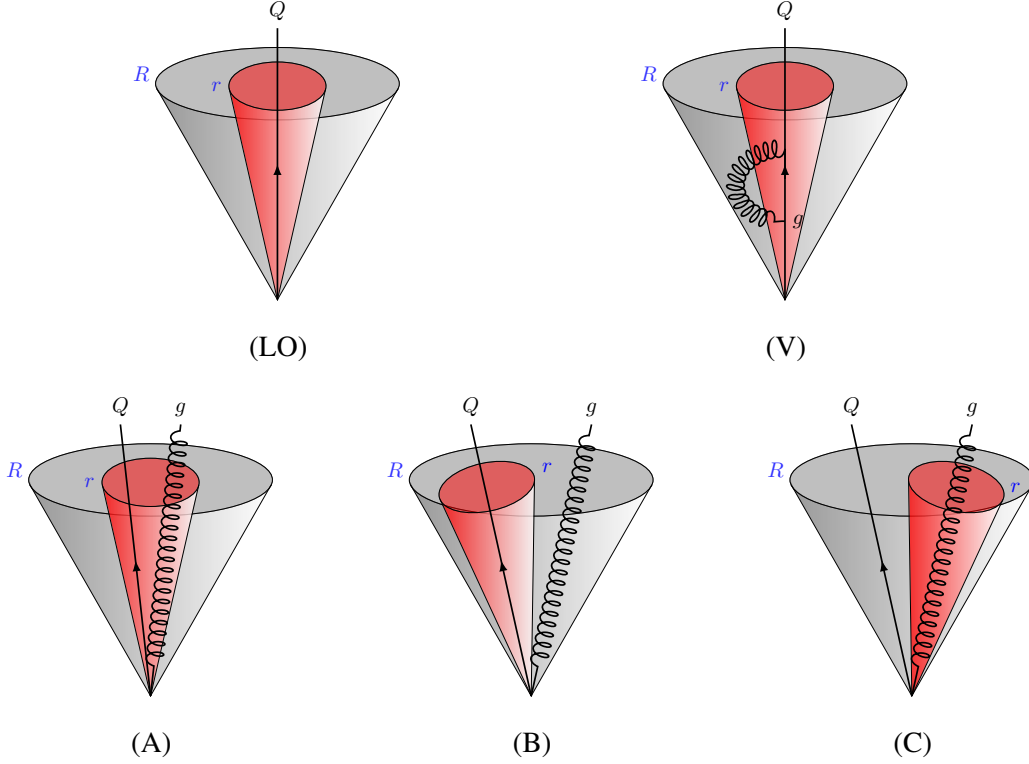 Q Q
R r R r
g
(LO) (V)
Q g Q g Q g
R r R r R r
(A) (B) (C)